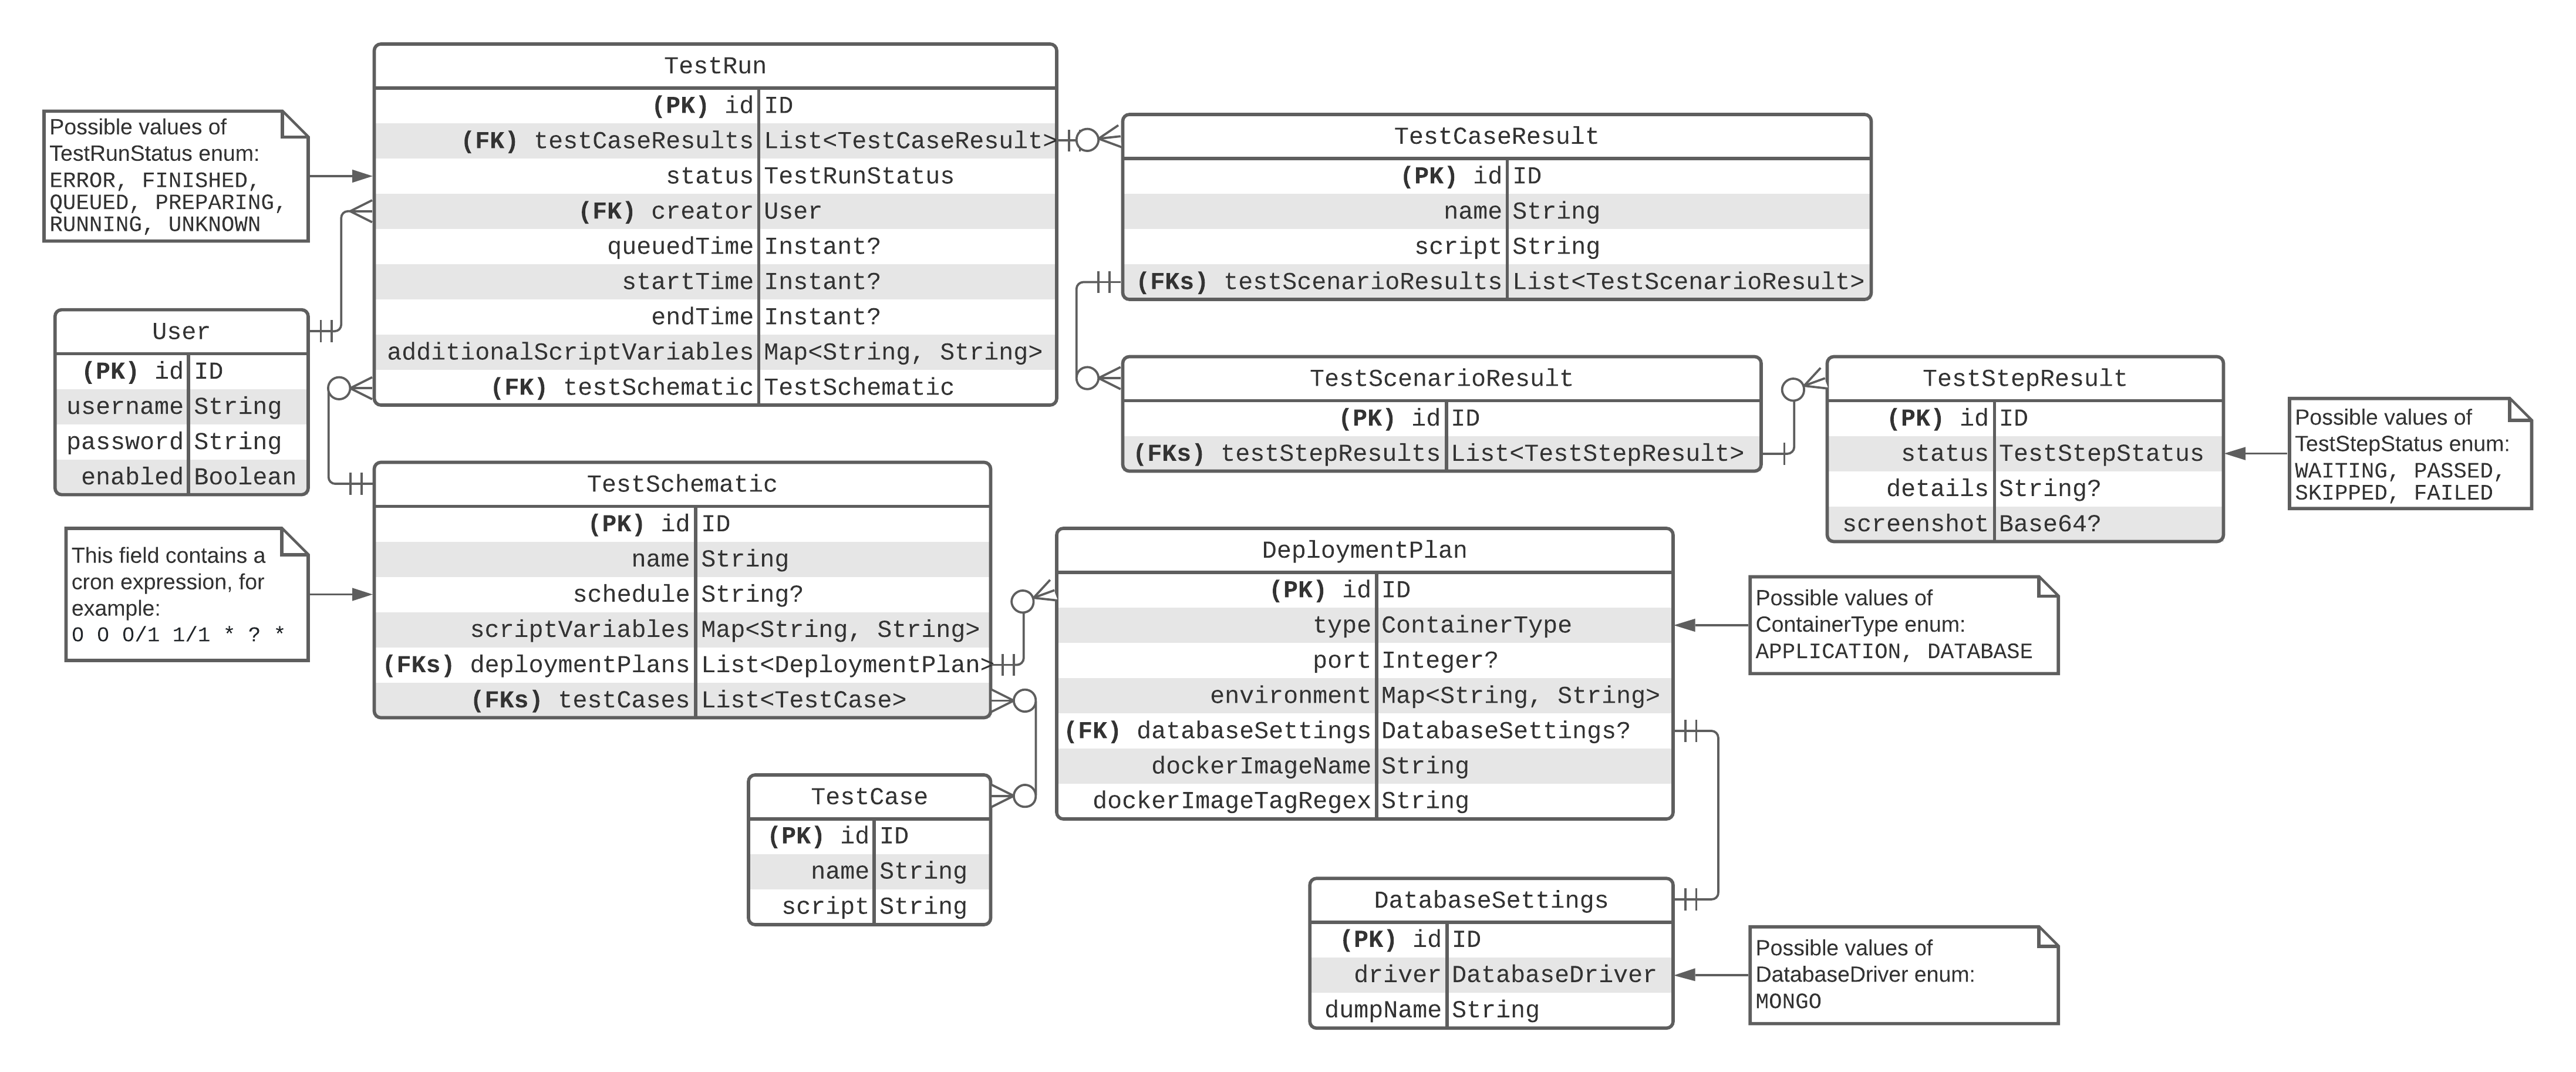 TestRun
(PK) id ID
(FK) testCaseResults List<TestCaseResult>
status TestRunStatus
(FK) creator User
queuedTime Instant?
startTime Instant?
endTime Instant?
additionalScriptVariables Map<String, String>
(FK) testSchematic TestSchematic
Possible values of
TestRunStatus enum:
ERROR, FINISHED,
QUEUED, PREPARING,
RUNNING, UNKNOWN
TestCaseResult
(PK) id ID
name String
script String
(FKs) testScenarioResults List<TestScenarioResult>
User
(PK) id ID
username String
password String
enabled Boolean
TestScenarioResult
(PK) id ID
(FKs) testStepResults List<TestStepResult>
TestStepResult
(PK) id ID
status TestStepStatus
details String?
screenshot Base64?
Possible values of
TestStepStatus enum:
WAITING, PASSED,
SKIPPED, FAILED
TestSchematic
(PK) id ID
name String
schedule String?
scriptVariables Map<String, String>
(FKs) deploymentPlans List<DeploymentPlan>
(FKs) testCases List<TestCase>
This field contains a
cron expression, for
example:
0 0 0/1 1/1 * ? *
DeploymentPlan
(PK) id ID
type ContainerType
port Integer?
environment Map<String, String>
(FK) databaseSettings DatabaseSettings?
dockerImageName String
dockerImageTagRegex String
Possible values of
ContainerType enum:
APPLICATION, DATABASE
TestCase
(PK) id ID
name String
script String
DatabaseSettings
(PK) id ID
driver DatabaseDriver
dumpName String
Possible values of
DatabaseDriver enum:
MONGO